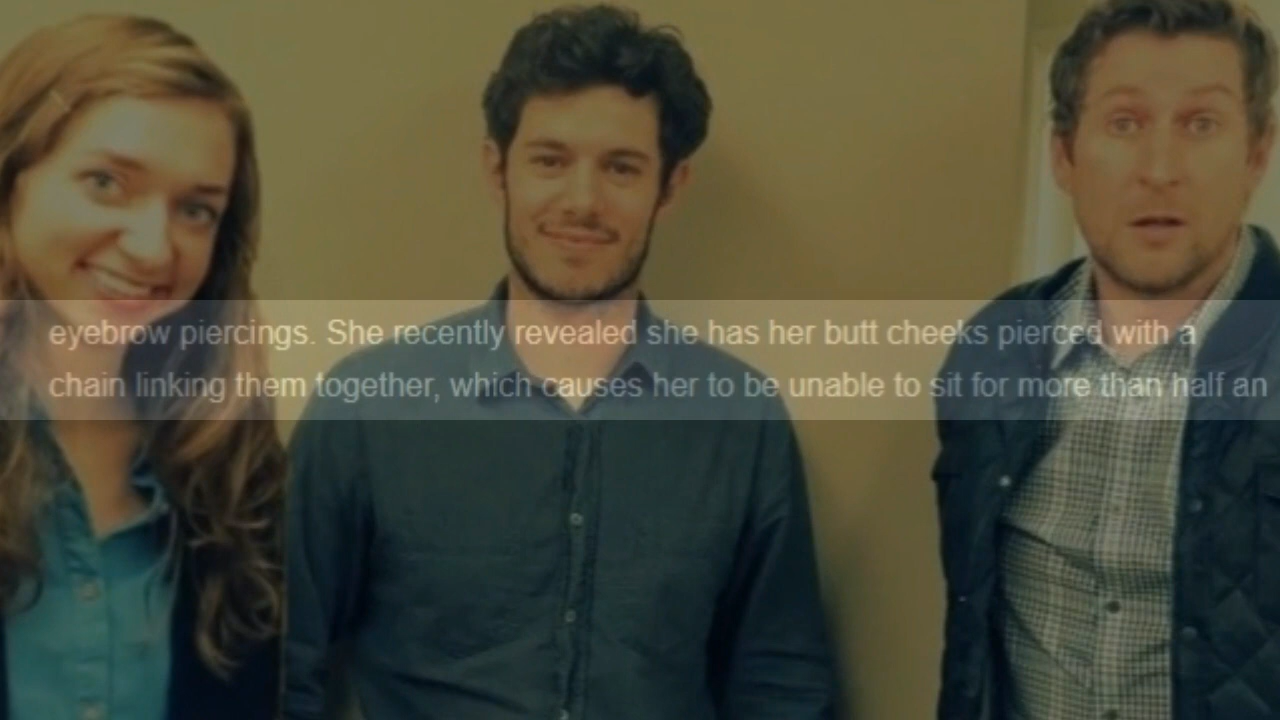 eyebrow piercings. She recently revealed she has her butt cheeks pierced with a
chain linking them together, which causes her to be unable to sit for more than half an